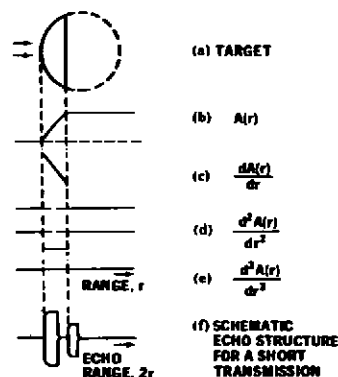 (a) TARGET
(b) A(r)
(c) dA(r)
dr
(d) d²A(r)
dr²
(e) d³A(r)
dr³
RANGE, r
(f) SCHEMATIC
ECHO STRUCTURE
FOR A SHORT
TRANSMISSION
ECHO
RANGE, 2r